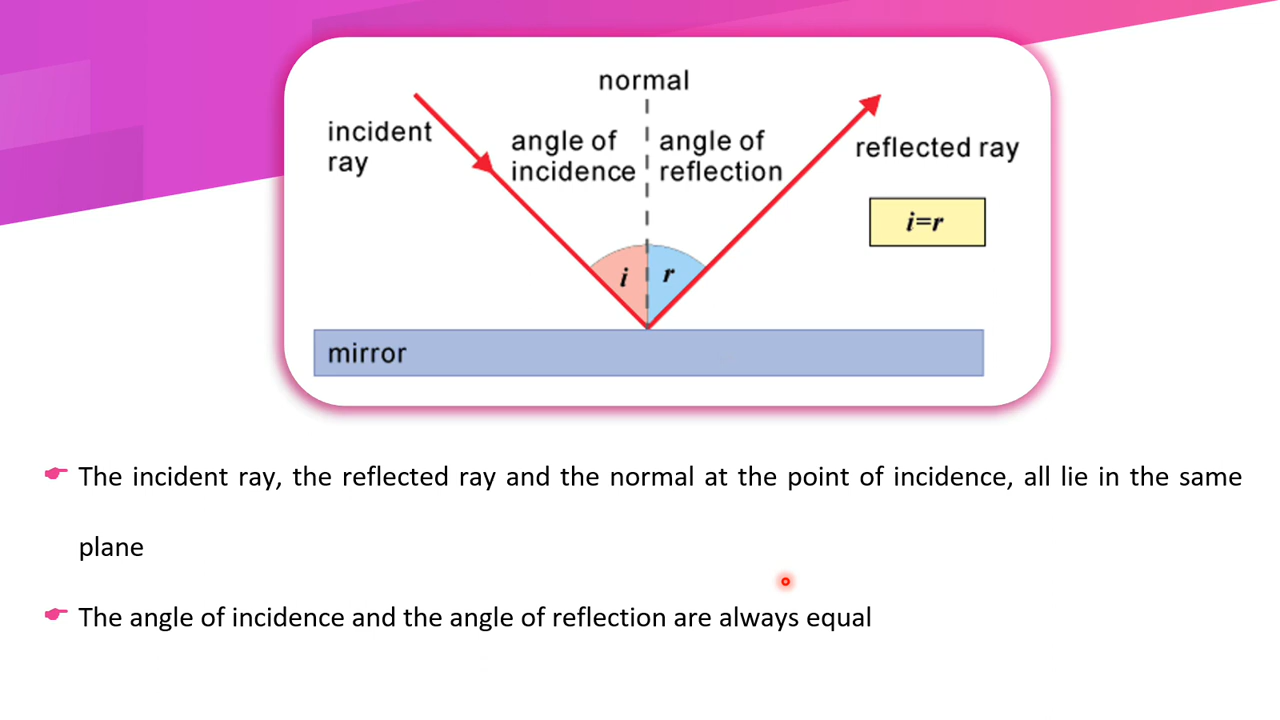 normal
incident
ray
angle of
incidence
angle of
reflection
reflected ray
i=r
i
r
mirror
The incident ray, the reflected ray and the normal at the point of incidence, all lie in the same
plane
The angle of incidence and the angle of reflection are always equal